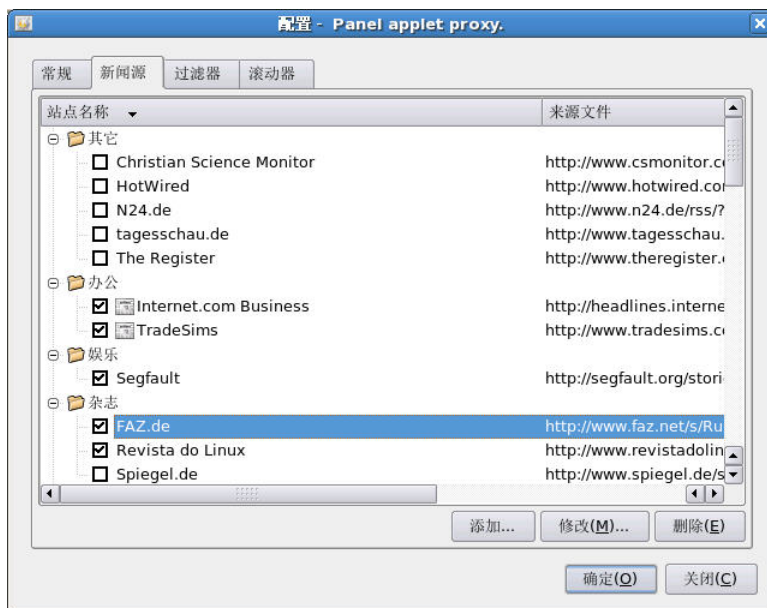 配置 - Panel applet proxy.
常规 新闻源 过滤器 滚动器
站点名称 来源文件
其它
Christian Science Monitor http://www.csmonitor.c
HotWired http://www.hotwired.co
N24.de http://www.n24.de/rss/?
tagesschau.de http://www.tagesschau.
The Register http://www.theregister.
办公
Internet.com Business http://headlines.interne
TradeSims http://www.tradesims.c
娱乐
Segfault http://segfault.org/stori
杂志
FAZ.de http://www.faz.net/s/Ru
Revista do Linux http://www.revistadolin
Spiegel.de http://www.spiegel.de/s
添加... 修改(M)... 删除(E)
确定(O) 关闭(C)